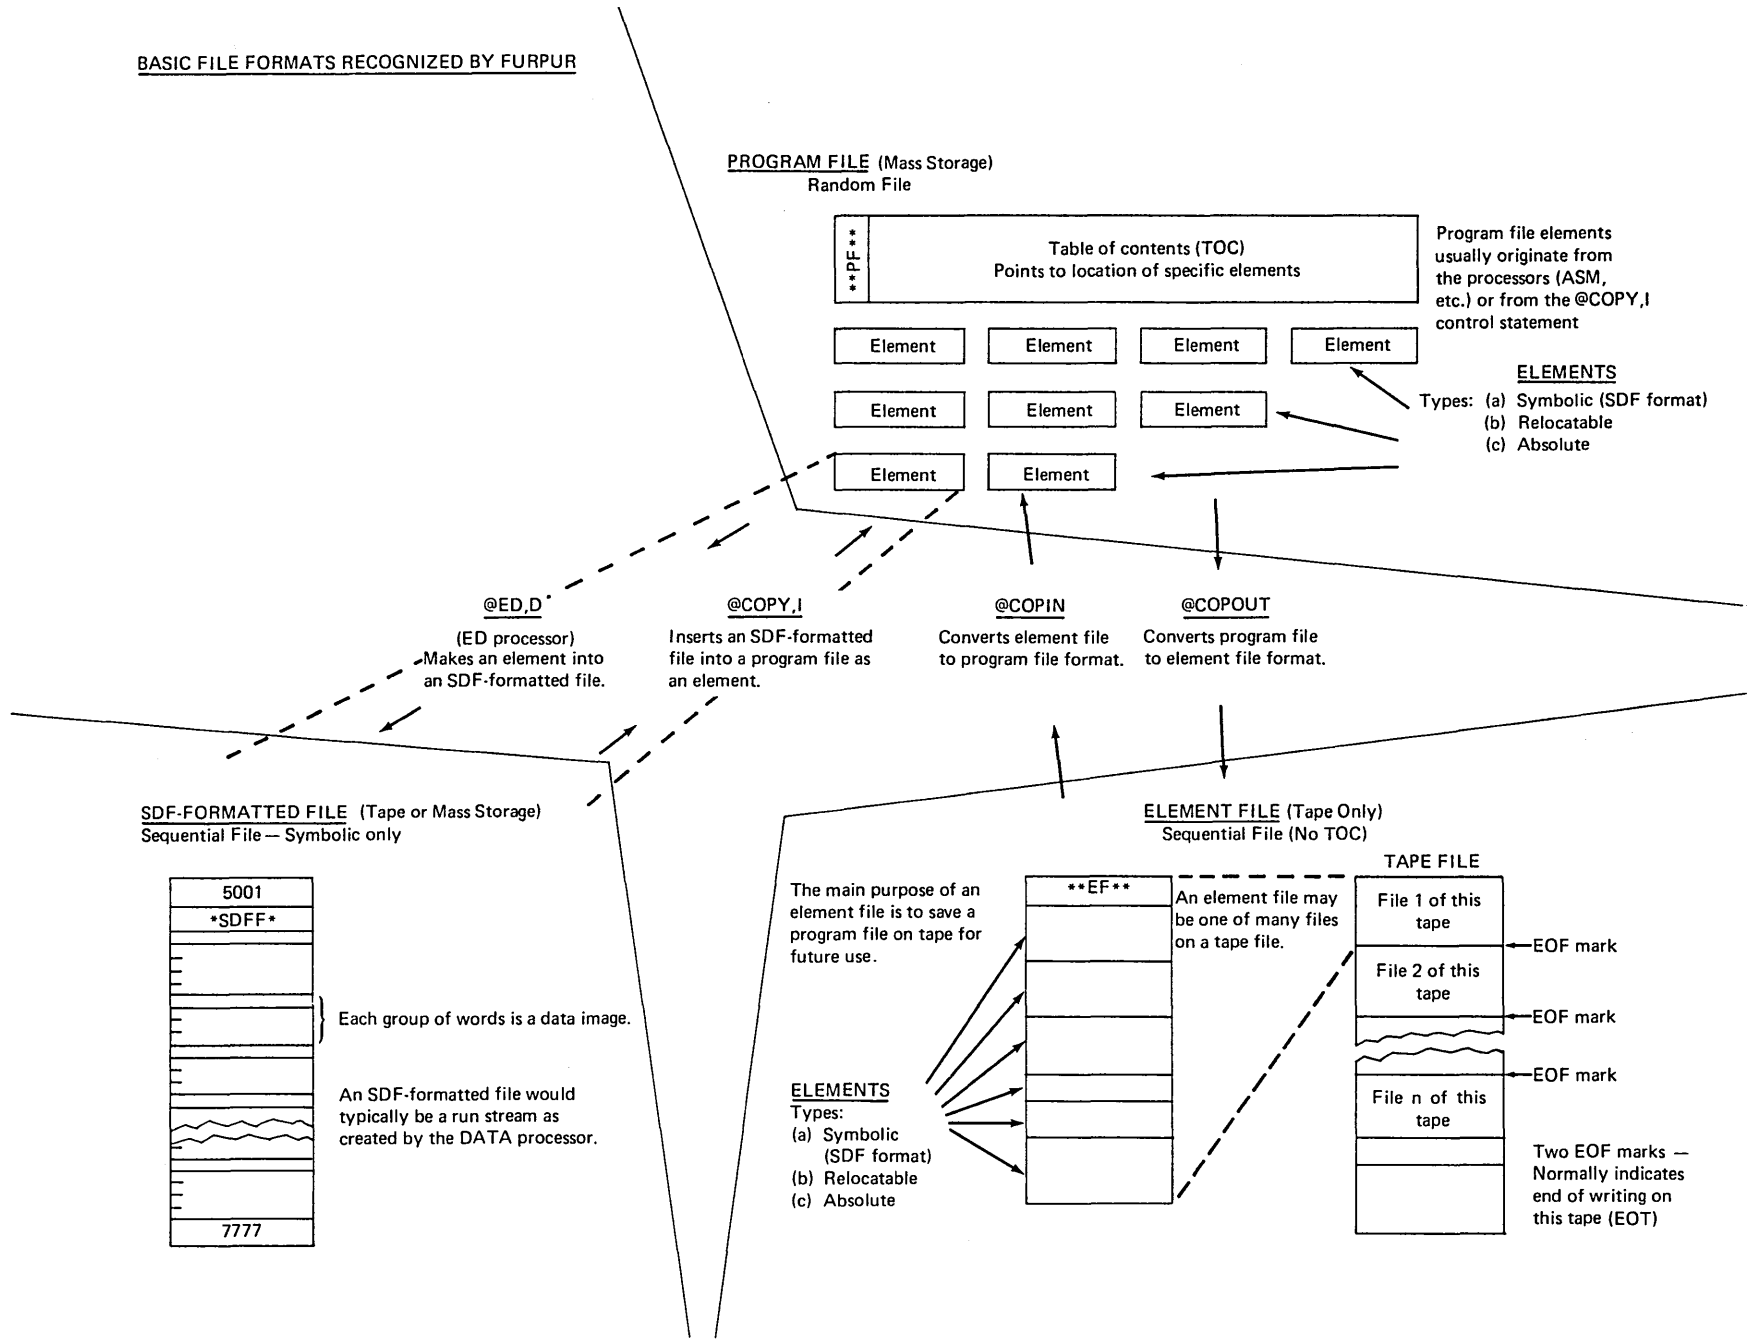 BASIC FILE FORMATS RECOGNIZED BY FURPUR
PROGRAM FILE (Mass Storage)
Random File
**PF**
Table of contents (TOC)
Points to location of specific elements
Program file elements
usually originate from
the processors (ASM,
etc.) or from the @COPY,I
control statement
Element
Element
Element
Element
Element
Element
Element
Element
Element
ELEMENTS
Types: (a) Symbolic (SDF format)
(b) Relocatable
(c) Absolute
@ED,D
(ED processor)
Makes an element into
an SDF-formatted file.
@COPY,I
Inserts an SDF-formatted
file into a program file as
an element.
@COPIN
Converts element file
to program file format.
@COPOUT
Converts program file
to element file format.
SDF-FORMATTED FILE (Tape or Mass Storage)
Sequential File — Symbolic only
5001
*SDFF*
Each group of words is a data image.
An SDF-formatted file would
typically be a run stream as
created by the DATA processor.
7777
ELEMENT FILE (Tape Only)
Sequential File (No TOC)
The main purpose of an
element file is to save a
program file on tape for
future use.
**EF**
An element file may
be one of many files
on a tape file.
ELEMENTS
Types:
(a) Symbolic
(SDF format)
(b) Relocatable
(c) Absolute
TAPE FILE
File 1 of this
tape
EOF mark
File 2 of this
tape
EOF mark
EOF mark
File n of this
tape
Two EOF marks —
Normally indicates
end of writing on
this tape (EOT)